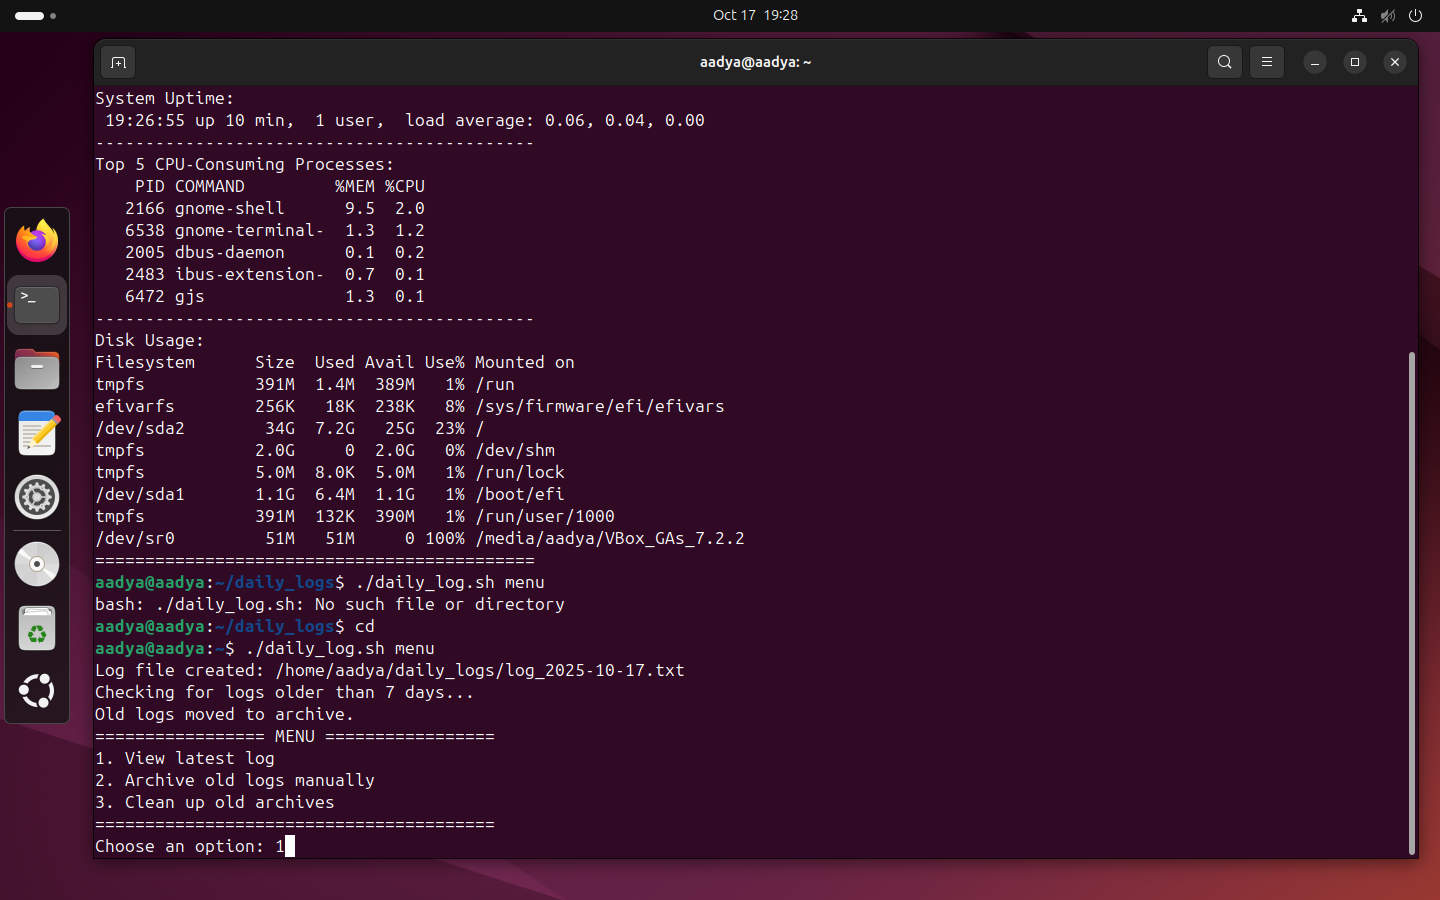 Oct 17 19:28
aadya@aadya: ~
System Uptime:
 19:26:55 up 10 min,  1 user,  load average: 0.06, 0.04, 0.00
--------------------------------------------
Top 5 CPU-Consuming Processes:
    PID COMMAND         %MEM %CPU
   2166 gnome-shell      9.5  2.0
   6538 gnome-terminal-  1.3  1.2
   2005 dbus-daemon      0.1  0.2
   2483 ibus-extension-  0.7  0.1
   6472 gjs              1.3  0.1
--------------------------------------------
Disk Usage:
Filesystem      Size  Used Avail Use% Mounted on
tmpfs           391M  1.4M  389M   1% /run
efivarfs        256K   18K  238K   8% /sys/firmware/efi/efivars
/dev/sda2        34G  7.2G   25G  23% /
tmpfs           2.0G     0  2.0G   0% /dev/shm
tmpfs           5.0M  8.0K  5.0M   1% /run/lock
/dev/sda1       1.1G  6.4M  1.1G   1% /boot/efi
tmpfs           391M  132K  390M   1% /run/user/1000
/dev/sr0         51M   51M     0 100% /media/aadya/VBox_GAs_7.2.2
============================================
aadya@aadya:~/daily_logs$ ./daily_log.sh menu
bash: ./daily_log.sh: No such file or directory
aadya@aadya:~/daily_logs$ cd
aadya@aadya:~$ ./daily_log.sh menu
Log file created: /home/aadya/daily_logs/log_2025-10-17.txt
Checking for logs older than 7 days...
Old logs moved to archive.
================= MENU =================
1. View latest log
2. Archive old logs manually
3. Clean up old archives
========================================
Choose an option: 1